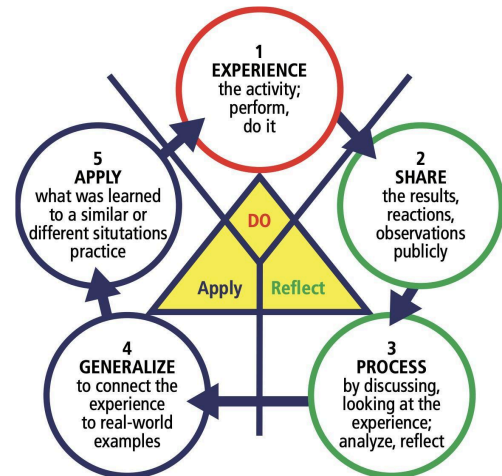 1
EXPERIENCE
the activity;
perform,
do it
2
SHARE
the results,
reactions,
observations
publicly
3
PROCESS
by discussing,
looking at the
experience;
analyze, reflect
4
GENERALIZE
to connect the
experience
to real-world
examples
5
APPLY
what was learned
to a similar or
different situtations
practice
DO
Apply
Reflect